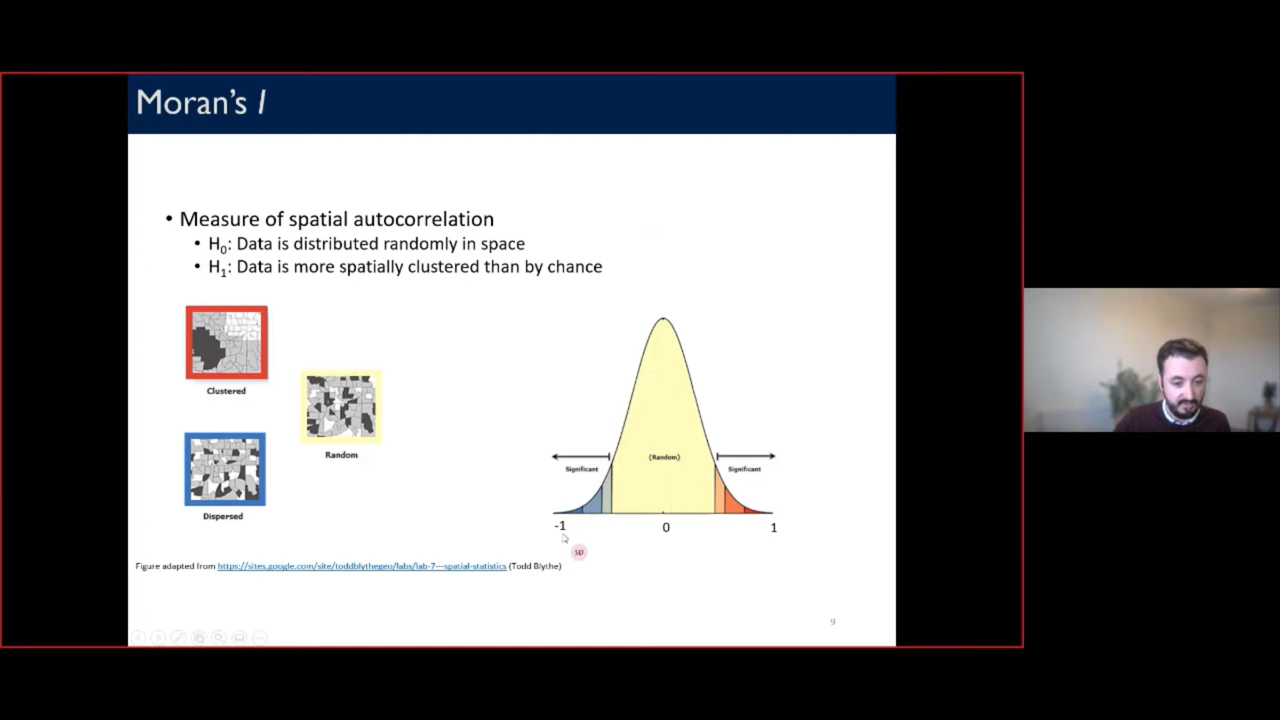 Moran's I
• Measure of spatial autocorrelation
• H0: Data is distributed randomly in space
• H1: Data is more spatially clustered than by chance
Clustered
Random
Dispersed
Significant
(Random)
Significant
-1
0
1
SD
Figure adapted from https://sites.google.com/site/toddblythegeo/labs/lab-7---spatial-statistics (Todd Blythe)
9